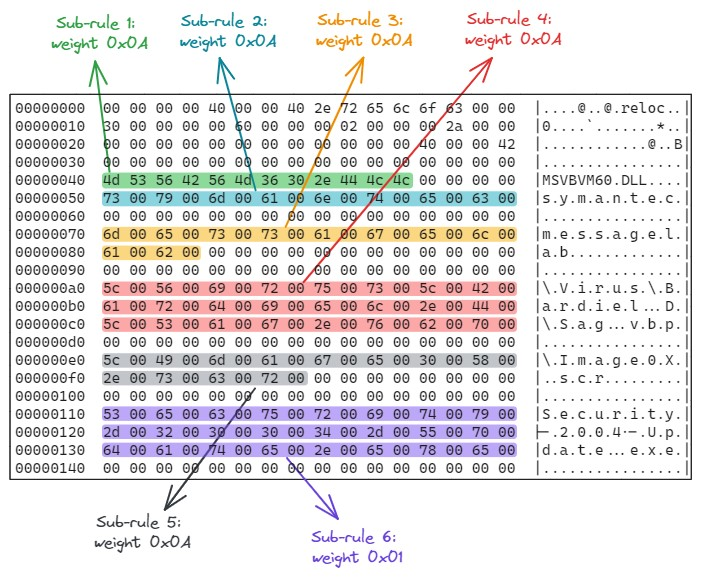 Sub-rule 1:
weight 0x0A
Sub-rule 2:
weight 0x0A
Sub-rule 3:
weight 0x0A
Sub-rule 4:
weight 0x0A
00000000 00 00 00 00 40 00 00 40 2e 72 65 6c 6f 63 00 00 |....@..@.reloc..|
00000010 30 00 00 00 00 60 00 00 00 02 00 00 00 2a 00 00 |0....`.......*..|
00000020 00 00 00 00 00 00 00 00 00 00 00 00 40 00 00 42 |............@..B|
00000030 00 00 00 00 00 00 00 00 00 00 00 00 00 00 00 00 |................|
00000040 4d 53 56 42 56 4d 36 30 2e 44 4c 4c 00 00 00 00 |MSVBVM60.DLL....|
00000050 73 00 79 00 6d 00 61 00 6e 00 74 00 65 00 63 00 |s.y.m.a.n.t.e.c.|
00000060 00 00 00 00 00 00 00 00 00 00 00 00 00 00 00 00 |................|
00000070 6d 00 65 00 73 00 73 00 61 00 67 00 65 00 6c 00 |m.e.s.s.a.g.e.l.|
00000080 61 00 62 00 00 00 00 00 00 00 00 00 00 00 00 00 |a.b.............|
00000090 00 00 00 00 00 00 00 00 00 00 00 00 00 00 00 00 |................|
000000a0 5c 00 56 00 69 00 72 00 75 00 73 00 5c 00 42 00 |\.V.i.r.u.s.\.B.|
000000b0 61 00 72 00 64 00 69 00 65 00 6c 00 2e 00 44 00 |a.r.d.i.e.l...D.|
000000c0 5c 00 53 00 61 00 67 00 2e 00 76 00 62 00 70 00 |\.S.a.g...v.b.p.|
000000d0 00 00 00 00 00 00 00 00 00 00 00 00 00 00 00 00 |................|
000000e0 5c 00 49 00 6d 00 61 00 67 00 65 00 30 00 58 00 |\.I.m.a.g.e.0.X.|
000000f0 2e 00 73 00 63 00 72 00 00 00 00 00 00 00 00 00 |..s.c.r.........|
00000100 00 00 00 00 00 00 00 00 00 00 00 00 00 00 00 00 |................|
00000110 53 00 65 00 63 00 75 00 72 00 69 00 74 00 79 00 |S.e.c.u.r.i.t.y.|
00000120 2d 00 32 00 30 00 30 00 34 00 2d 00 55 00 70 00 |-.2.0.0.4.-.U.p.|
00000130 64 00 61 00 74 00 65 00 2e 00 65 00 78 00 65 00 |d.a.t.e...e.x.e.|
00000140 00 00 00 00 00 00 00 00 00 00 00 00 00 00 00 00 |................|
Sub-rule 5:
weight 0x0A
Sub-rule 6:
weight 0x01